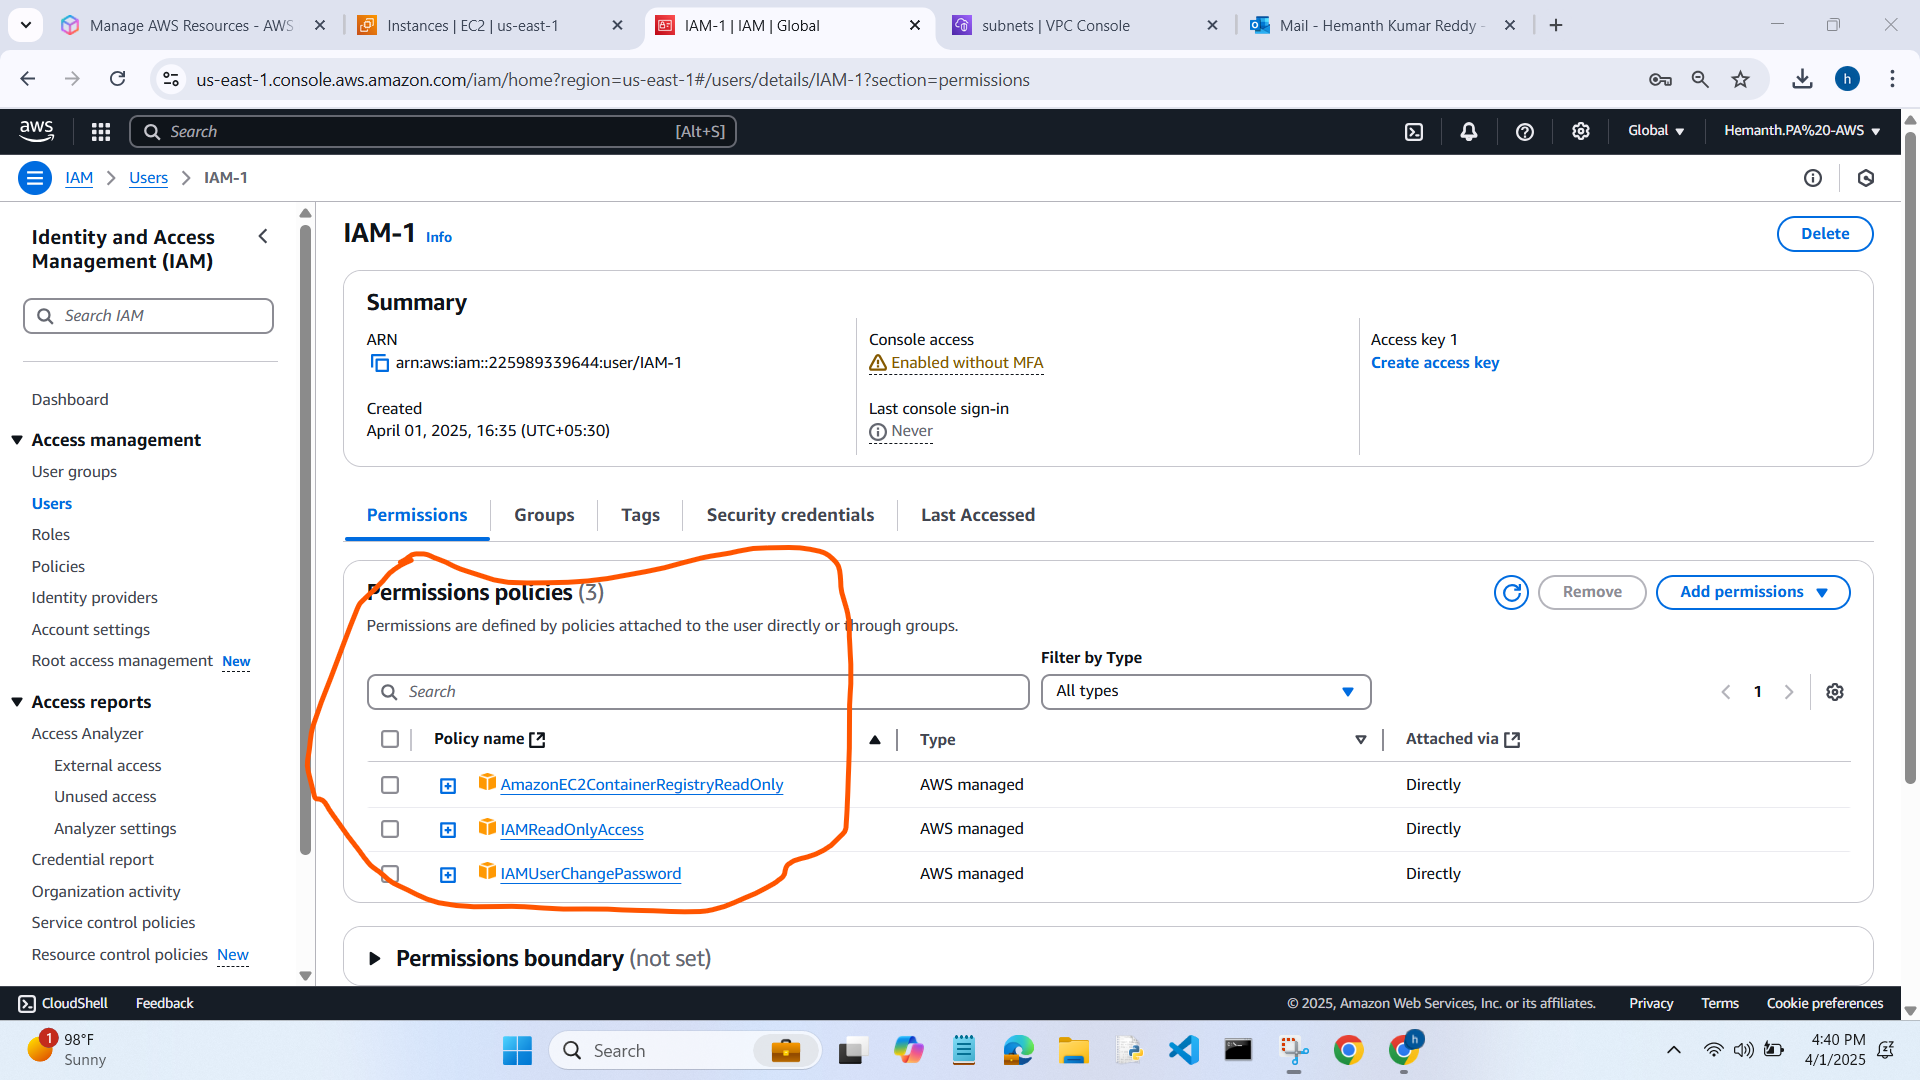 Manage AWS Resources - AWS
Instances | EC2 | us-east-1
IAM-1 | IAM | Global
subnets | VPC Console
Mail - Hemanth Kumar Reddy -
us-east-1.console.aws.amazon.com/iam/home?region=us-east-1#/users/details/IAM-1?section=permissions
h
aws
Search
[Alt+S]
Global
Hemanth.PA%20-AWS
IAM
Users
IAM-1
Identity and Access
Management (IAM)
Search IAM
Dashboard
Access management
User groups
Users
Roles
Policies
Identity providers
Account settings
Root access management New
Access reports
Access Analyzer
External access
Unused access
Analyzer settings
Credential report
Organization activity
Service control policies
Resource control policies New
IAM-1 Info
Delete
Summary
ARN
arn:aws:iam::225989339644:user/IAM-1
Created
April 01, 2025, 16:35 (UTC+05:30)
Console access
Enabled without MFA
Last console sign-in
Never
Access key 1
Create access key
Permissions
Groups
Tags
Security credentials
Last Accessed
Permissions policies (3)
Remove
Add permissions
Permissions are defined by policies attached to the user directly or through groups.
Filter by Type
Search
All types
1
Policy name
Type
Attached via
AmazonEC2ContainerRegistryReadOnly
AWS managed
Directly
IAMReadOnlyAccess
AWS managed
Directly
IAMUserChangePassword
AWS managed
Directly
Permissions boundary (not set)
CloudShell
Feedback
© 2025, Amazon Web Services, Inc. or its affiliates.
Privacy
Terms
Cookie preferences
1
98°F
Sunny
Search
h
4:40 PM
4/1/2025